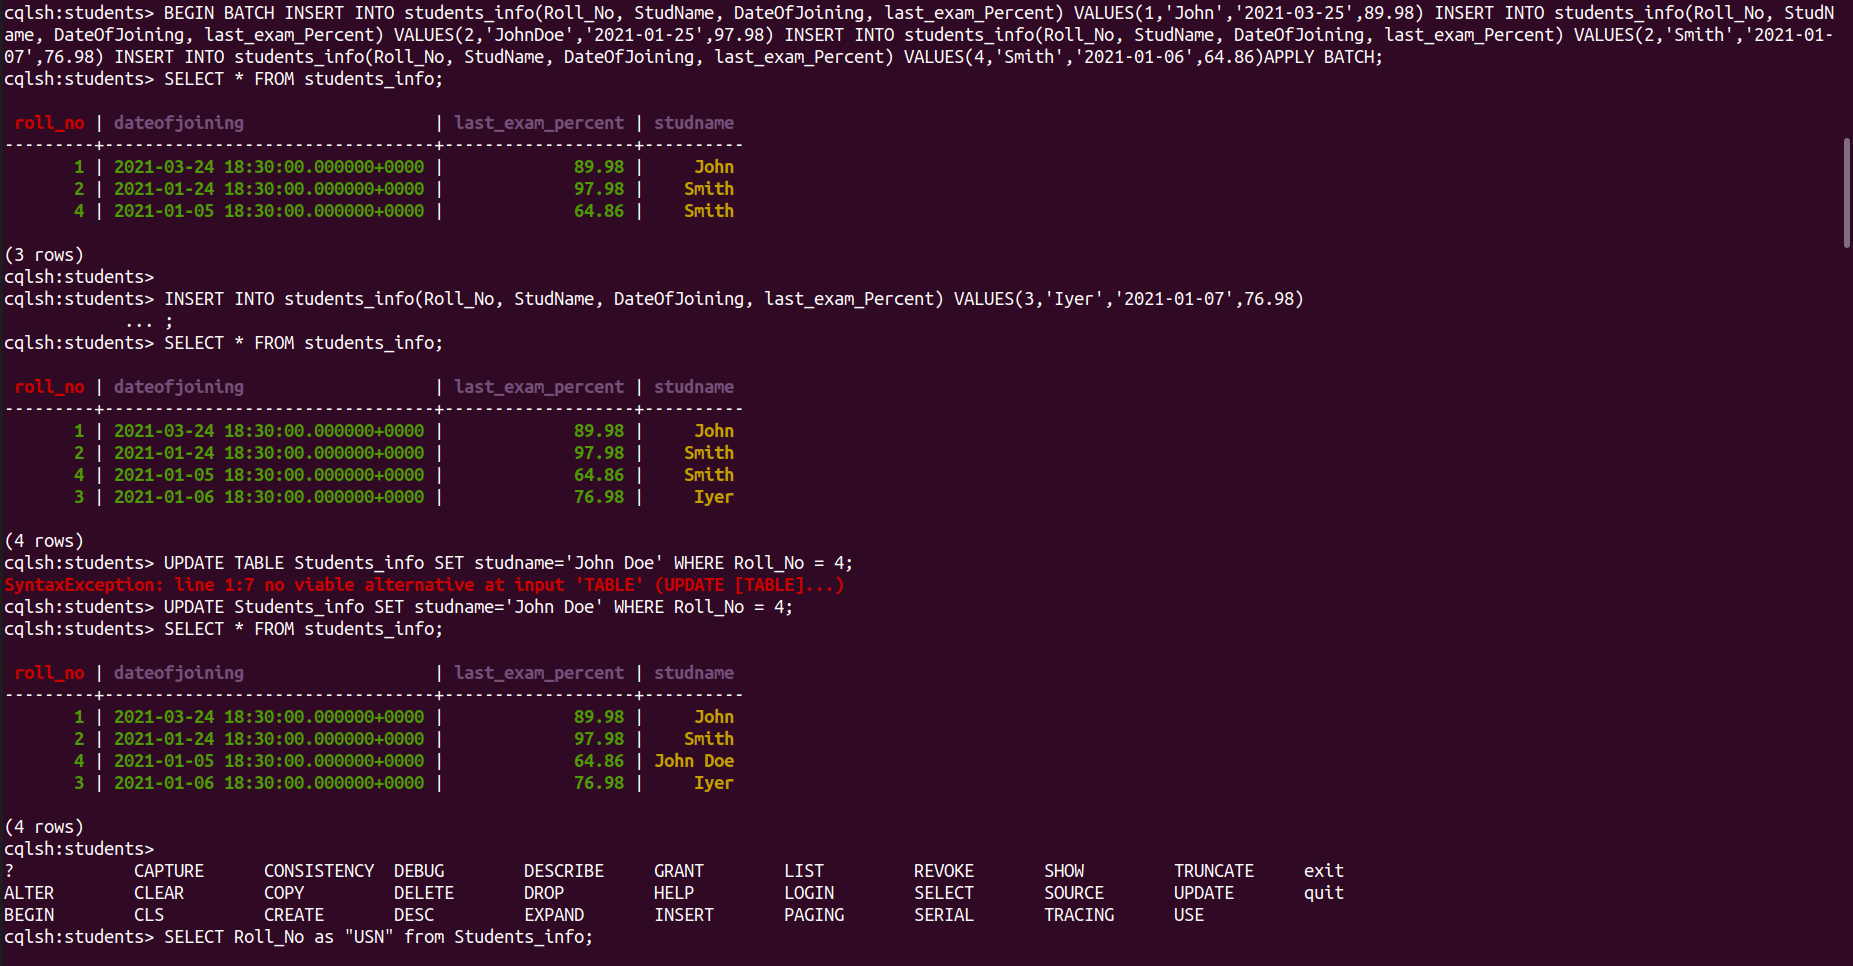 cqlsh:students> BEGIN BATCH INSERT INTO students_info(Roll_No, StudName, DateOfJoining, last_exam_Percent) VALUES(1,'John','2021-03-25',89.98) INSERT INTO students_info(Roll_No, StudN
ame, DateOfJoining, last_exam_Percent) VALUES(2,'JohnDoe','2021-01-25',97.98) INSERT INTO students_info(Roll_No, StudName, DateOfJoining, last_exam_Percent) VALUES(2,'Smith','2021-01-
07',76.98) INSERT INTO students_info(Roll_No, StudName, DateOfJoining, last_exam_Percent) VALUES(4,'Smith','2021-01-06',64.86)APPLY BATCH;
cqlsh:students> SELECT * FROM students_info;
 roll_no | dateofjoining                   | last_exam_percent | studname
---------+---------------------------------+-------------------+----------
       1 | 2021-03-24 18:30:00.000000+0000 |             89.98 |     John
       2 | 2021-01-24 18:30:00.000000+0000 |             97.98 |    Smith
       4 | 2021-01-05 18:30:00.000000+0000 |             64.86 |    Smith
(3 rows)
cqlsh:students>
cqlsh:students> INSERT INTO students_info(Roll_No, StudName, DateOfJoining, last_exam_Percent) VALUES(3,'Iyer','2021-01-07',76.98)
            ... ;
cqlsh:students> SELECT * FROM students_info;
 roll_no | dateofjoining                   | last_exam_percent | studname
---------+---------------------------------+-------------------+----------
       1 | 2021-03-24 18:30:00.000000+0000 |             89.98 |     John
       2 | 2021-01-24 18:30:00.000000+0000 |             97.98 |    Smith
       4 | 2021-01-05 18:30:00.000000+0000 |             64.86 |    Smith
       3 | 2021-01-06 18:30:00.000000+0000 |             76.98 |     Iyer
(4 rows)
cqlsh:students> UPDATE TABLE Students_info SET studname='John Doe' WHERE Roll_No = 4;
SyntaxException: line 1:7 no viable alternative at input 'TABLE' (UPDATE [TABLE]...)
cqlsh:students> UPDATE Students_info SET studname='John Doe' WHERE Roll_No = 4;
cqlsh:students> SELECT * FROM students_info;
 roll_no | dateofjoining                   | last_exam_percent | studname
---------+---------------------------------+-------------------+----------
       1 | 2021-03-24 18:30:00.000000+0000 |             89.98 |     John
       2 | 2021-01-24 18:30:00.000000+0000 |             97.98 |    Smith
       4 | 2021-01-05 18:30:00.000000+0000 |             64.86 | John Doe
       3 | 2021-01-06 18:30:00.000000+0000 |             76.98 |     Iyer
(4 rows)
cqlsh:students>
?            CAPTURE      CONSISTENCY  DEBUG        DESCRIBE     GRANT        LIST         REVOKE       SHOW         TRUNCATE     exit
ALTER        CLEAR        COPY         DELETE       DROP         HELP         LOGIN        SELECT       SOURCE       UPDATE       quit
BEGIN        CLS          CREATE       DESC         EXPAND       INSERT       PAGING       SERIAL       TRACING      USE
cqlsh:students> SELECT Roll_No as "USN" from Students_info;